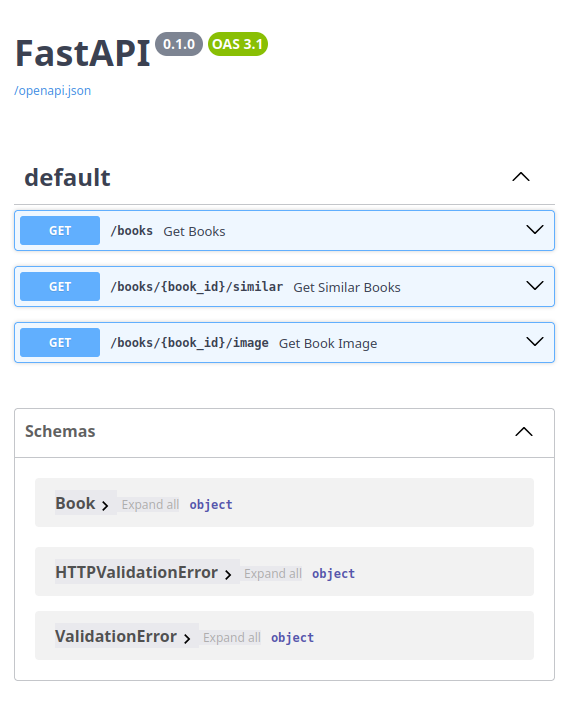 FastAPI 0.1.0 OAS 3.1
/openapi.json
default
GET /books Get Books
GET /books/{book_id}/similar Get Similar Books
GET /books/{book_id}/image Get Book Image
Schemas
Book Expand all object
HTTPValidationError Expand all object
ValidationError Expand all object